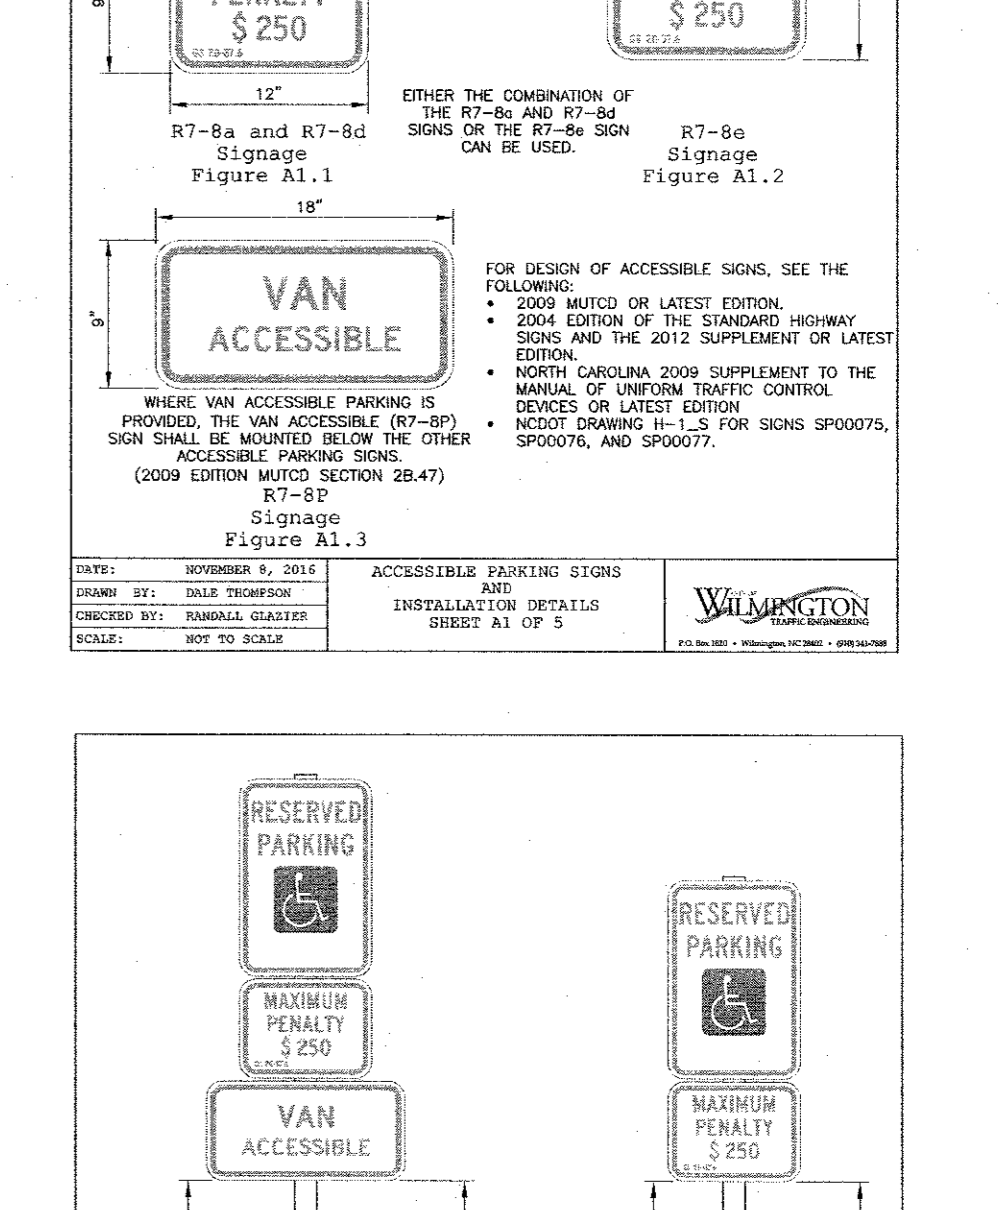 $ 250
$ 250
12"
EITHER THE COMBINATION OF
THE R7-8a AND R7-8d
SIGNS OR THE R7-8e SIGN
CAN BE USED.
R7-8a and R7-8d
Signage
Figure A1.1
R7-8e
Signage
Figure A1.2
18"
9"
VAN
ACCESSIBLE
WHERE VAN ACCESSIBLE PARKING IS
PROVIDED, THE VAN ACCESSIBLE (R7-8P)
SIGN SHALL BE MOUNTED BELOW THE OTHER
ACCESSIBLE PARKING SIGNS.
(2009 EDITION MUTCD SECTION 2B.47)
R7-8P
Signage
Figure A1.3
FOR DESIGN OF ACCESSIBLE SIGNS, SEE THE
FOLLOWING:
• 2009 MUTCD OR LATEST EDITION.
• 2004 EDITION OF THE STANDARD HIGHWAY
SIGNS AND THE 2012 SUPPLEMENT OR LATEST
EDITION.
• NORTH CAROLINA 2009 SUPPLEMENT TO THE
MANUAL OF UNIFORM TRAFFIC CONTROL
DEVICES OR LATEST EDITION
• NCDOT DRAWING H-1_S FOR SIGNS SP00075,
SP00076, AND SP00077.
DATE: NOVEMBER 8, 2016
DRAWN BY: DALE THOMPSON
CHECKED BY: RANDALL GLAZIER
SCALE: NOT TO SCALE
ACCESSIBLE PARKING SIGNS
AND
INSTALLATION DETAILS
SHEET A1 OF 5
WILMINGTON
TRAFFIC ENGINEERING
P.O. Box 1810 • Wilmington, NC 28402 • (910) 341-7888
RESERVED
PARKING
MAXIMUM
PENALTY
$ 250
VAN
ACCESSIBLE
RESERVED
PARKING
MAXIMUM
PENALTY
$ 250